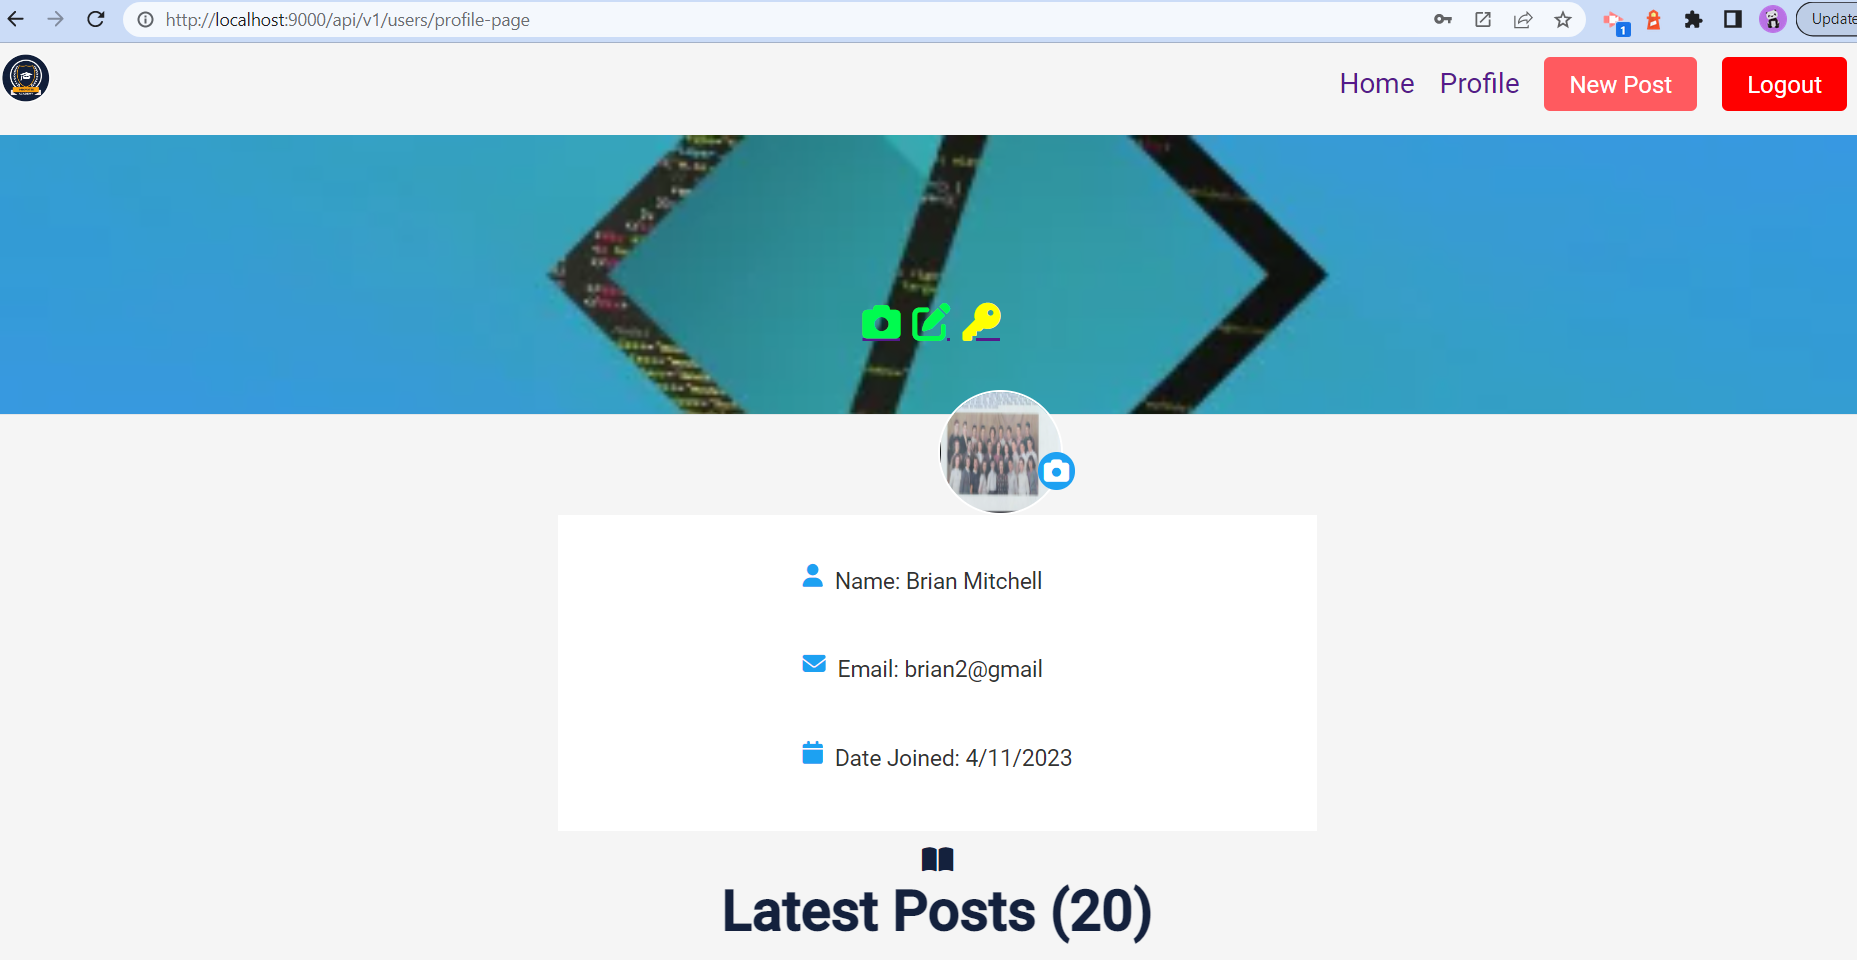 http://localhost:9000/api/v1/users/profile-page
1
Update
Home Profile New Post Logout
Name: Brian Mitchell
Email: brian2@gmail
Date Joined: 4/11/2023
Latest Posts (20)